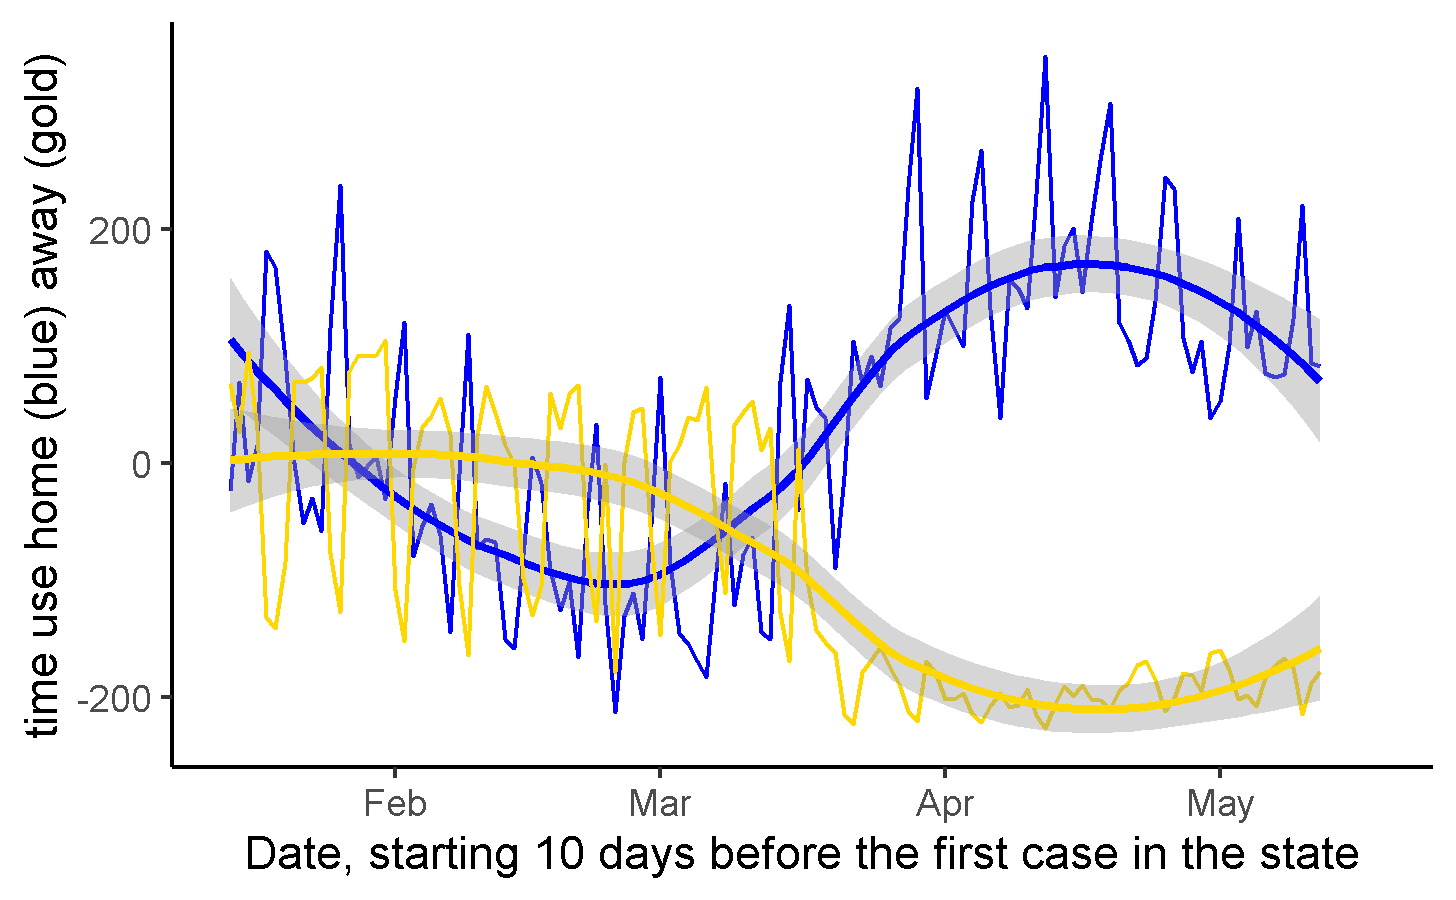 time use home (blue) away (gold)
200
0
-200
Feb
Mar
Apr
May
Date, starting 10 days before the first case in the state